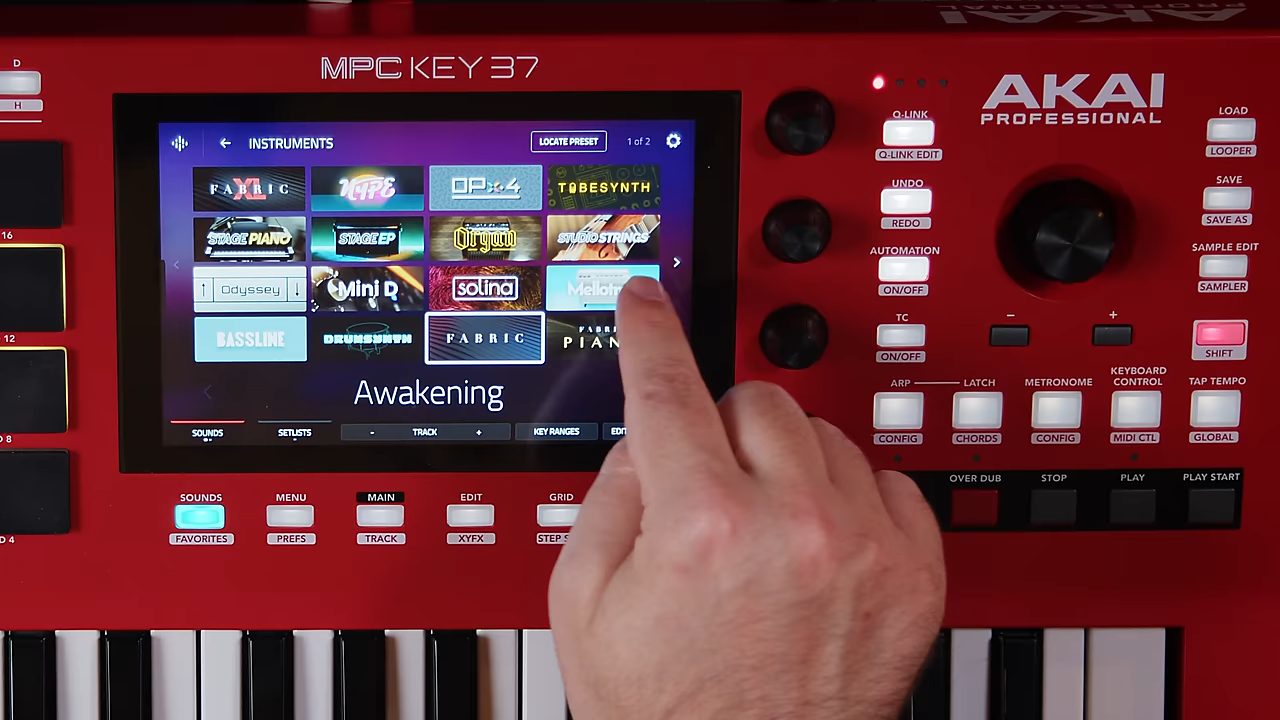 AKAI
PROFESSIONAL
D
H
MPC KEY 37
AKAI
PROFESSIONAL
INSTRUMENTS
LOCATE PRESET
1 of 2
FABRIC XL
HYPE
OPx4
TUBESYNTH
STAGE PIANO
STAGE EP
Organ
STUDIO STRINGS
Odyssey
Mini D
solina
BASSLINE
DRUMSYNTH
FABRIC
Awakening
SOUNDS
SETLISTS
- TRACK +
KEY RANGES
16
12
Q-LINK
Q-LINK EDIT
UNDO
REDO
AUTOMATION
ON/OFF
TC
ON/OFF
LOAD
LOOPER
SAVE
SAVE AS
SAMPLE EDIT
SAMPLER
- +
SHIFT
ARP
LATCH
METRONOME
KEYBOARD
CONTROL
TAP TEMPO
CONFIG
CHORDS
CONFIG
MIDI CTL
GLOBAL
OVER DUB
STOP
PLAY
PLAY START
SOUNDS
MENU
MAIN
EDIT
GRID
FAVORITES
PREFS
TRACK
XYFX